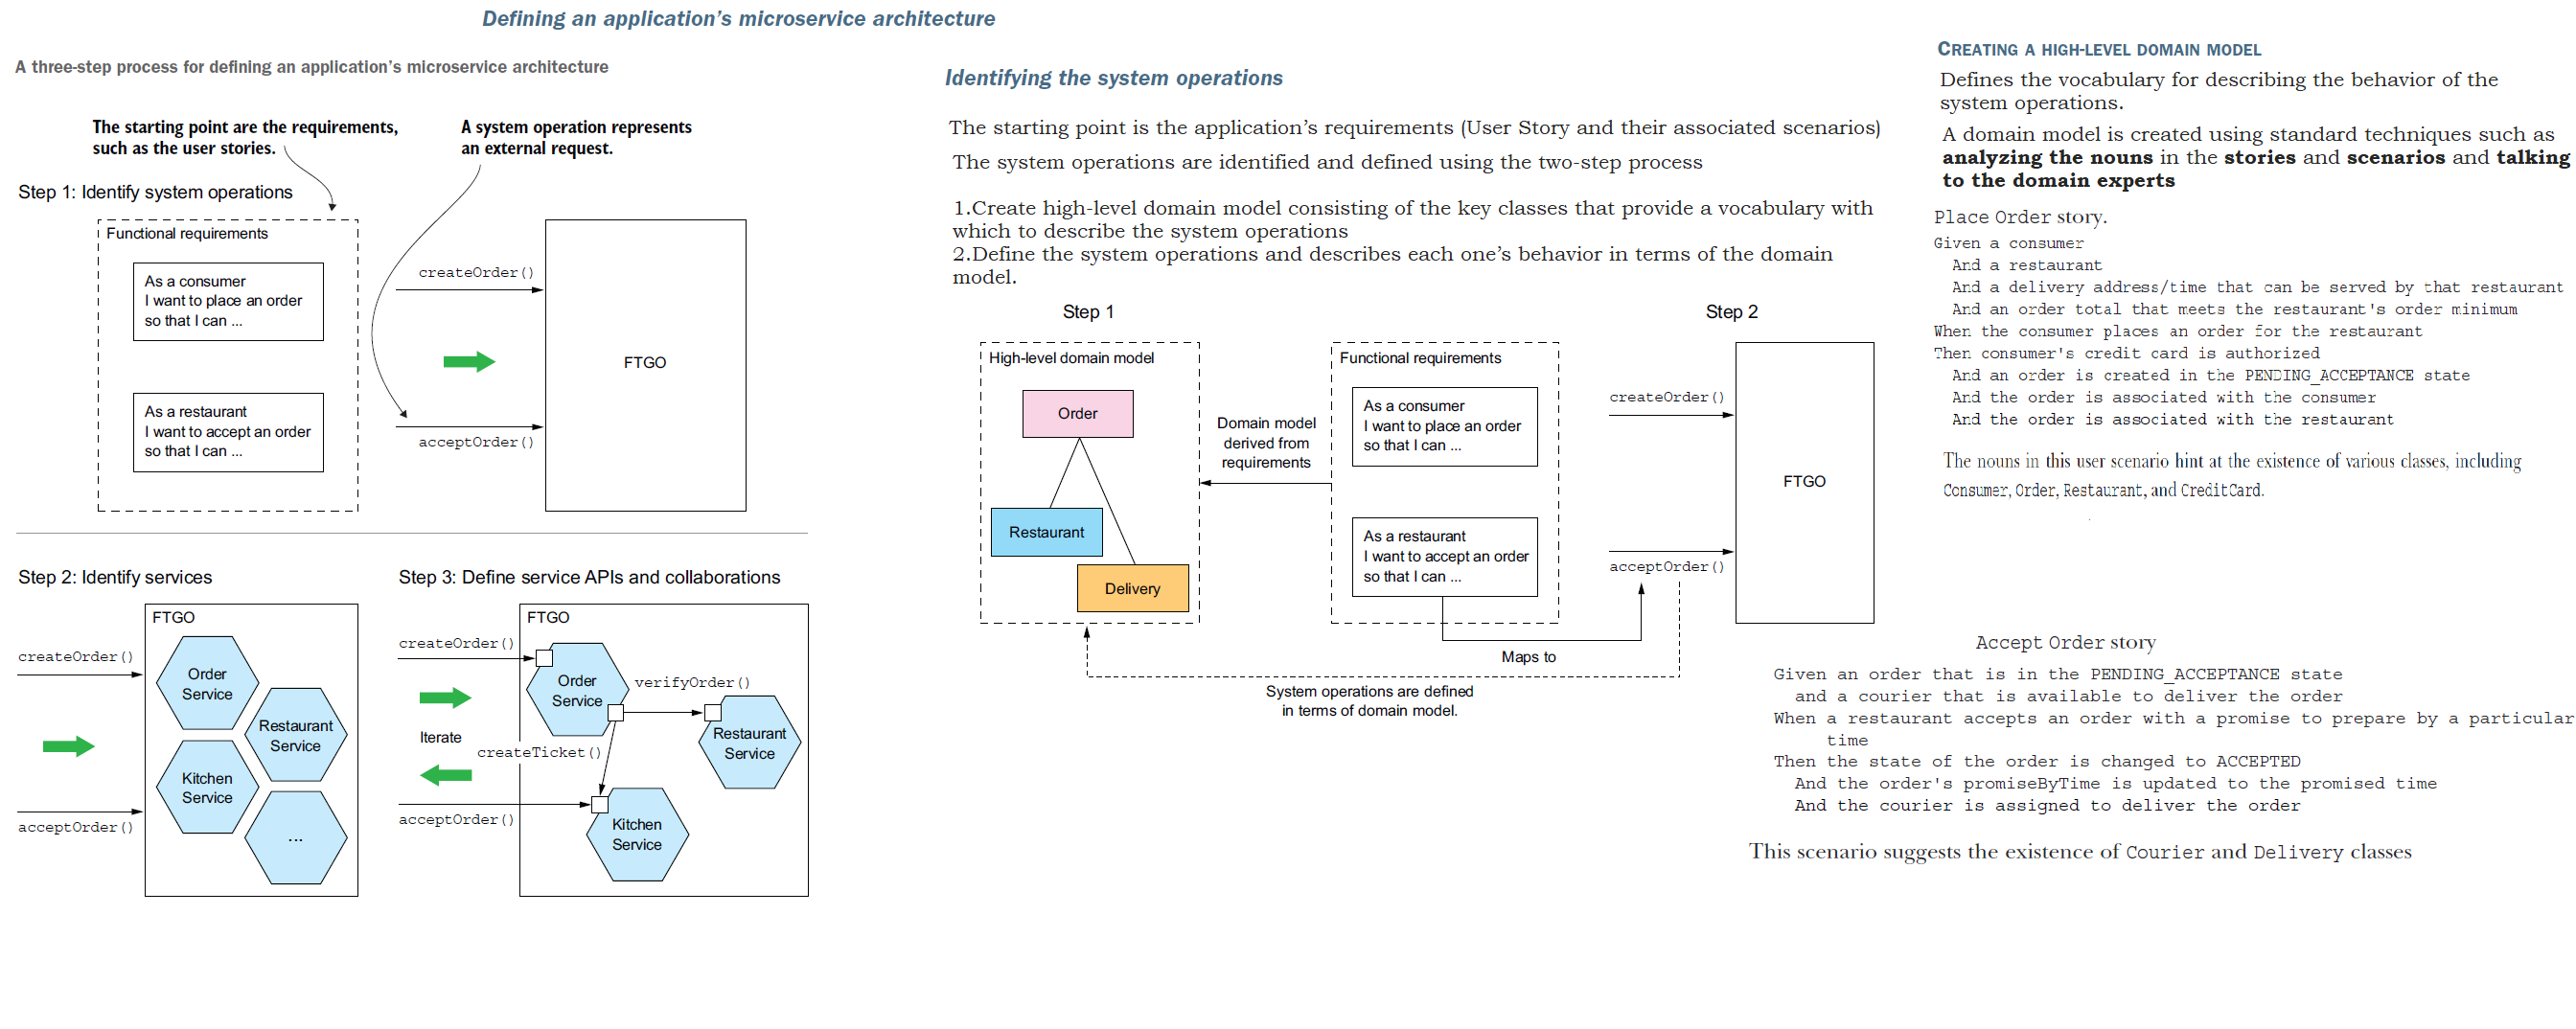 Defining an application's microservice architecture
A three-step process for defining an application's microservice architecture
The starting point are the requirements,
such as the user stories.
A system operation represents
an external request.
Step 1: Identify system operations
Functional requirements
As a consumer
I want to place an order
so that I can ...
As a restaurant
I want to accept an order
so that I can ...
createOrder()
acceptOrder()
FTGO
Step 2: Identify services
FTGO
createOrder()
acceptOrder()
Order
Service
Restaurant
Service
Kitchen
Service
...
Step 3: Define service APIs and collaborations
FTGO
createOrder()
Order
Service
verifyOrder()
Restaurant
Service
Iterate
createTicket()
acceptOrder()
Kitchen
Service
Identifying the system operations
The starting point is the application's requirements (User Story and their associated scenarios)
The system operations are identified and defined using the two-step process
1.Create high-level domain model consisting of the key classes that provide a vocabulary with
which to describe the system operations
2.Define the system operations and describes each one's behavior in terms of the domain
model.
Step 1
Step 2
High-level domain model
Order
Restaurant
Delivery
Domain model
derived from
requirements
Functional requirements
As a consumer
I want to place an order
so that I can ...
As a restaurant
I want to accept an order
so that I can ...
createOrder()
acceptOrder()
FTGO
Maps to
System operations are defined
in terms of domain model.
CREATING A HIGH-LEVEL DOMAIN MODEL
Defines the vocabulary for describing the behavior of the
system operations.
A domain model is created using standard techniques such as
analyzing the nouns in the stories and scenarios and talking
to the domain experts
Place Order story.
Given a consumer
And a restaurant
And a delivery address/time that can be served by that restaurant
And an order total that meets the restaurant's order minimum
When the consumer places an order for the restaurant
Then consumer's credit card is authorized
And an order is created in the PENDING_ACCEPTANCE state
And the order is associated with the consumer
And the order is associated with the restaurant
The nouns in this user scenario hint at the existence of various classes, including
Consumer, Order, Restaurant, and CreditCard.
Accept Order story
Given an order that is in the PENDING_ACCEPTANCE state
and a courier that is available to deliver the order
When a restaurant accepts an order with a promise to prepare by a particular
time
Then the state of the order is changed to ACCEPTED
And the order's promiseByTime is updated to the promised time
And the courier is assigned to deliver the order
This scenario suggests the existence of Courier and Delivery classes